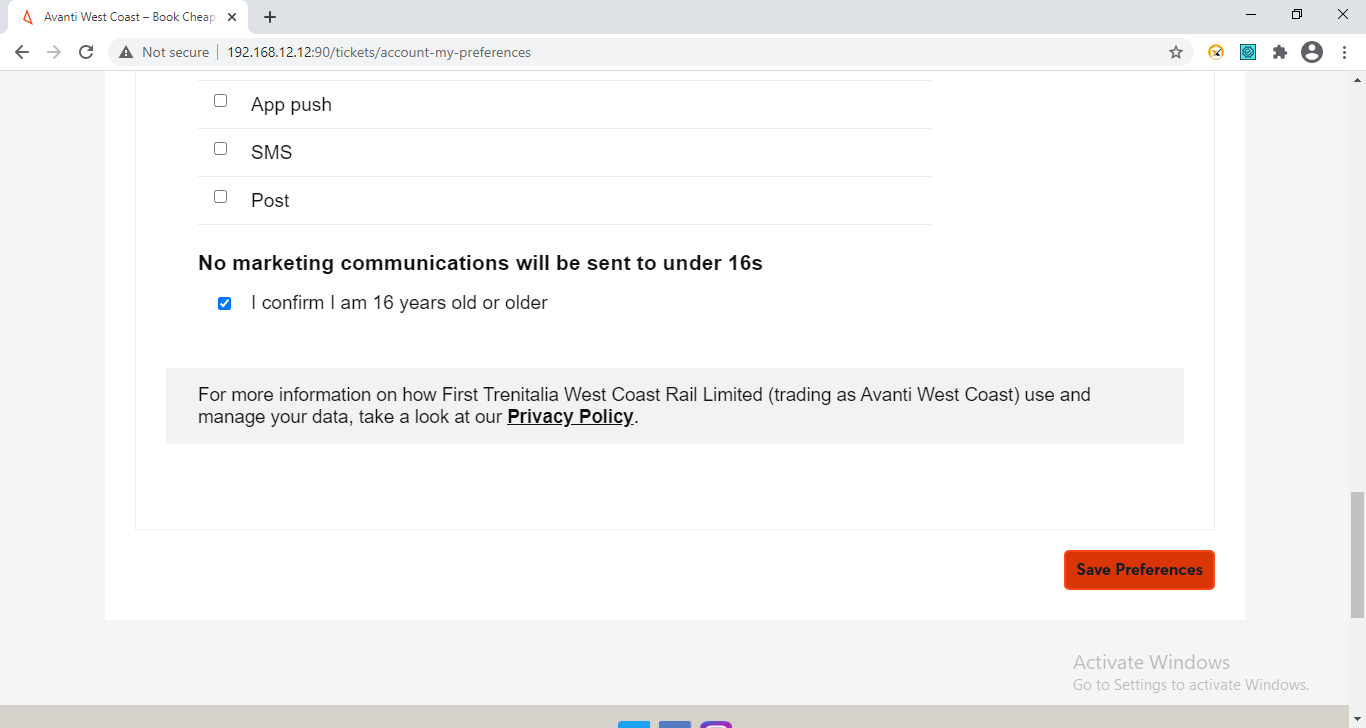 Avanti West Coast – Book Cheap
Not secure
192.168.12.12:90/tickets/account-my-preferences
App push
SMS
Post
No marketing communications will be sent to under 16s
I confirm I am 16 years old or older
For more information on how First Trenitalia West Coast Rail Limited (trading as Avanti West Coast) use and
manage your data, take a look at our Privacy Policy.
Save Preferences
Activate Windows
Go to Settings to activate Windows.